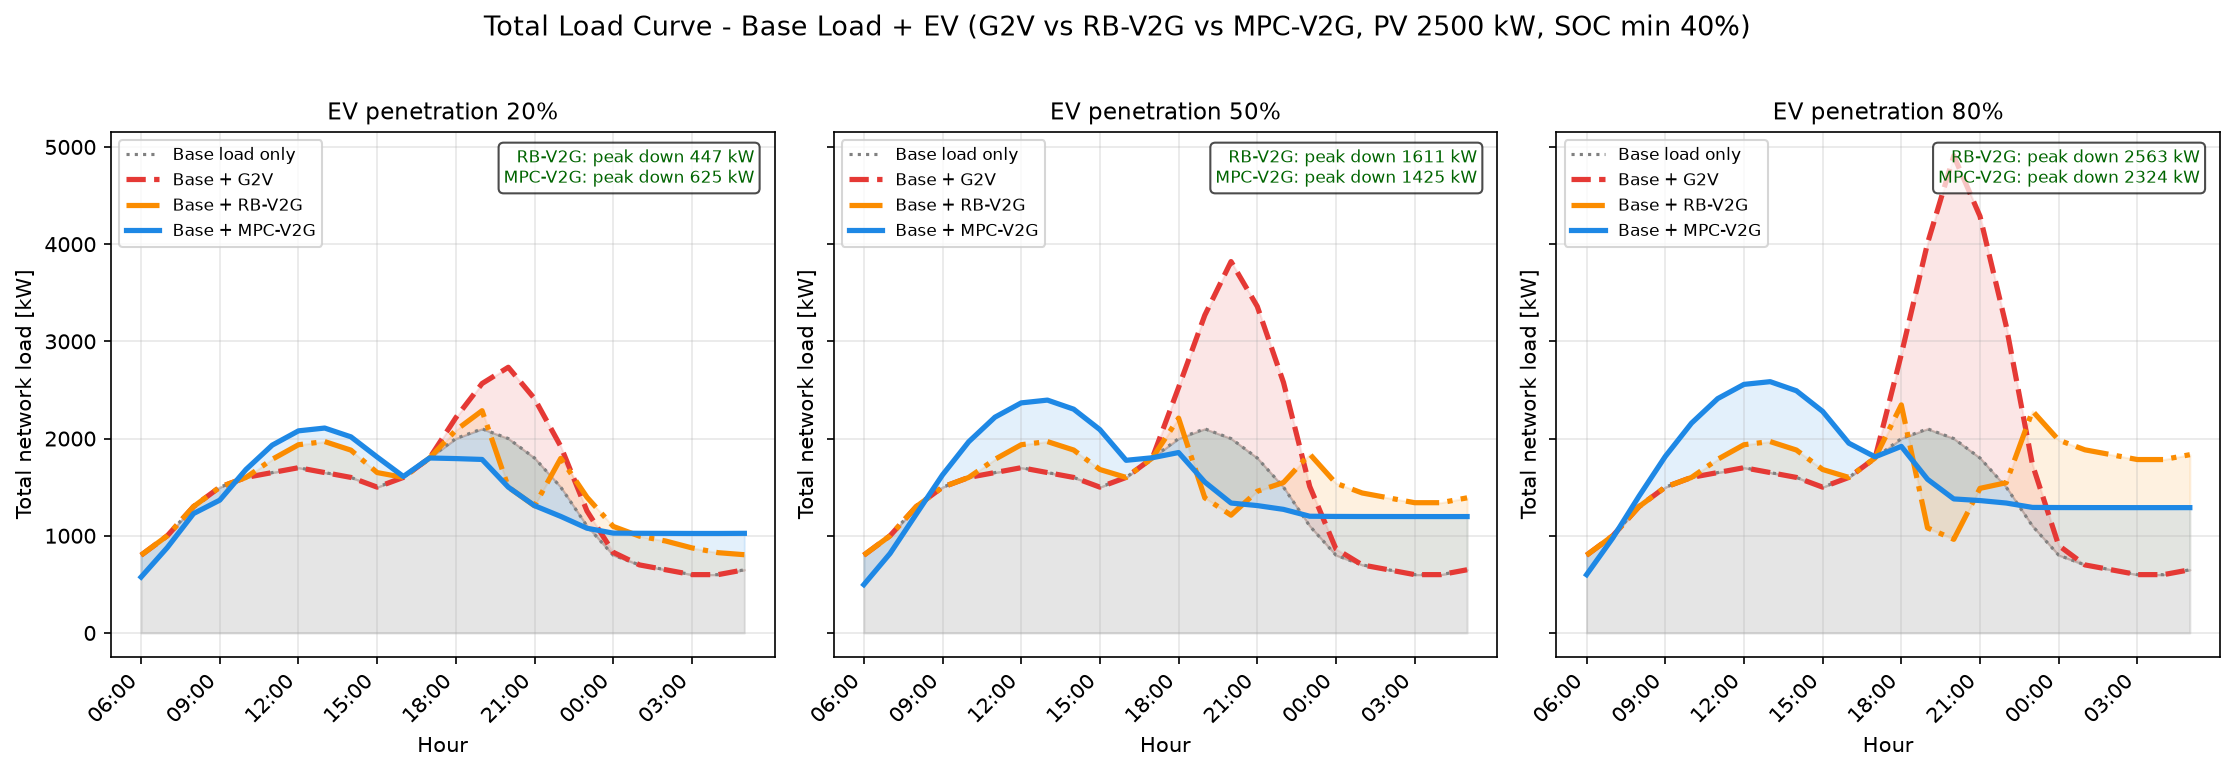 Total Load Curve - Base Load + EV (G2V vs RB-V2G vs MPC-V2G, PV 2500 kW, SOC min 40%)
EV penetration 20%
Total network load [kW]
5000
4000
3000
2000
1000
0
Base load only
Base + G2V
Base + RB-V2G
Base + MPC-V2G
RB-V2G: peak down 447 kW
MPC-V2G: peak down 625 kW
06:00
09:00
12:00
15:00
18:00
21:00
00:00
03:00
Hour
EV penetration 50%
Total network load [kW]
Base load only
Base + G2V
Base + RB-V2G
Base + MPC-V2G
RB-V2G: peak down 1611 kW
MPC-V2G: peak down 1425 kW
06:00
09:00
12:00
15:00
18:00
21:00
00:00
03:00
Hour
EV penetration 80%
Total network load [kW]
Base load only
Base + G2V
Base + RB-V2G
Base + MPC-V2G
RB-V2G: peak down 2563 kW
MPC-V2G: peak down 2324 kW
06:00
09:00
12:00
15:00
18:00
21:00
00:00
03:00
Hour